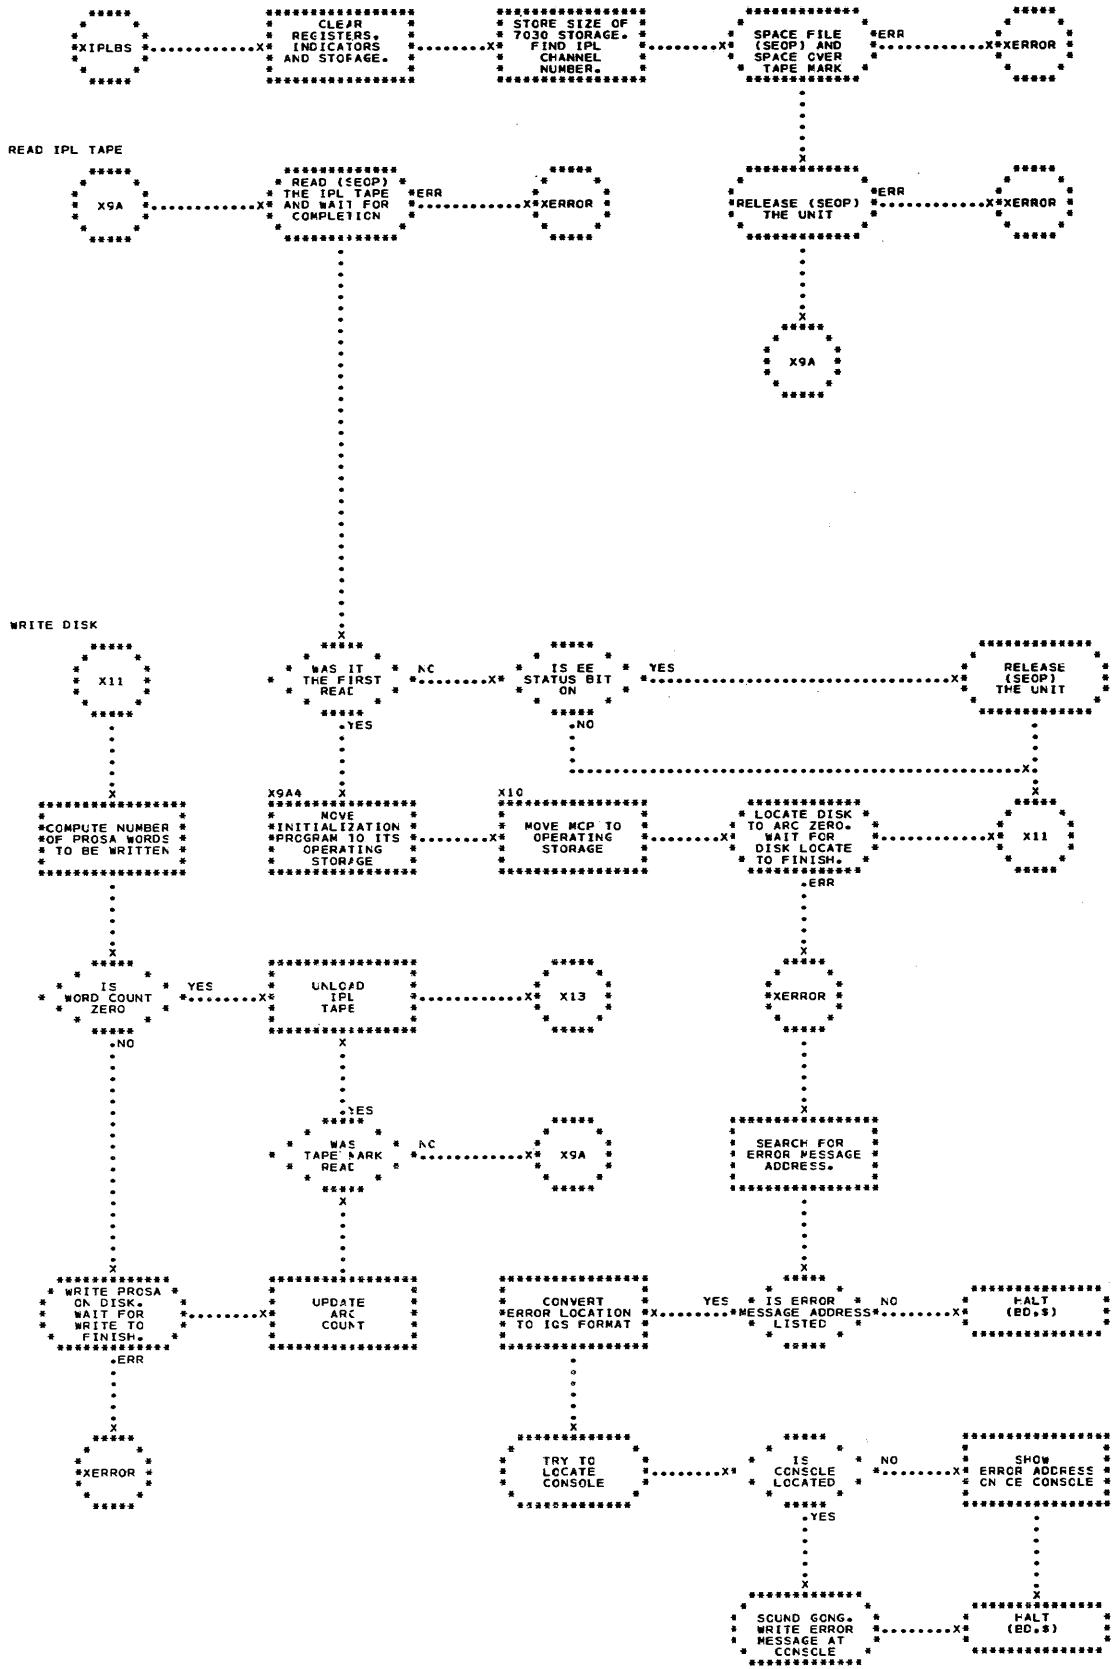 XIPLBS
CLEAR
REGISTERS.
INDICATORS
AND STORAGE.
STORE SIZE OF
7030 STORAGE.
FIND IPL
CHANNEL
NUMBER.
SPACE FILE
(SEOP) AND
SPACE OVER
TAPE MARK
ERR
XERROR
READ IPL TAPE
X9A
READ (SEOP)
THE IPL TAPE
AND WAIT FOR
COMPLETION
ERR
XERROR
RELEASE (SEOP)
THE UNIT
ERR
XERROR
X9A
WRITE DISK
X11
WAS IT
THE FIRST
READ
NC
YES
IS EE
STATUS BIT
ON
YES
NO
RELEASE
(SEOP)
THE UNIT
COMPUTE NUMBER
OF PROSA WORDS
TO BE WRITTEN
X9A4
MOVE
INITIALIZATION
PROGRAM TO ITS
OPERATING
STORAGE
X10
MOVE MCP TO
OPERATING
STORAGE
LOCATE DISK
TO ARC ZERO.
WAIT FOR
DISK LOCATE
TO FINISH.
ERR
X11
IS
WORD COUNT
ZERO
YES
NO
UNLOAD
IPL
TAPE
X13
XERROR
YES
WAS
TAPE MARK
READ
NC
X9A
SEARCH FOR
ERROR MESSAGE
ADDRESS.
WRITE PROSA
ON DISK.
WAIT FOR
WRITE TO
FINISH.
ERR
UPDATE
ARC
COUNT
CONVERT
ERROR LOCATION
TO IQS FORMAT
YES
IS ERROR
MESSAGE ADDRESS
LISTED
NO
HALT
(BD,$)
XERROR
TRY TO
LOCATE
CONSOLE
IS
CONSOLE
LOCATED
NO
YES
SHOW
ERROR ADDRESS
CN CE CONSOLE
SOUND GONG.
WRITE ERROR
MESSAGE AT
CONSOLE
HALT
(BD,$)